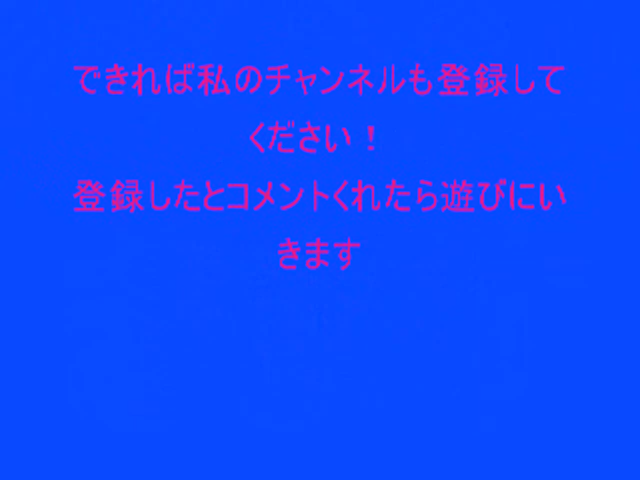 できれば私のチャンネルも登録して
ください！
登録したとコメントくれたら遊びにい
きます